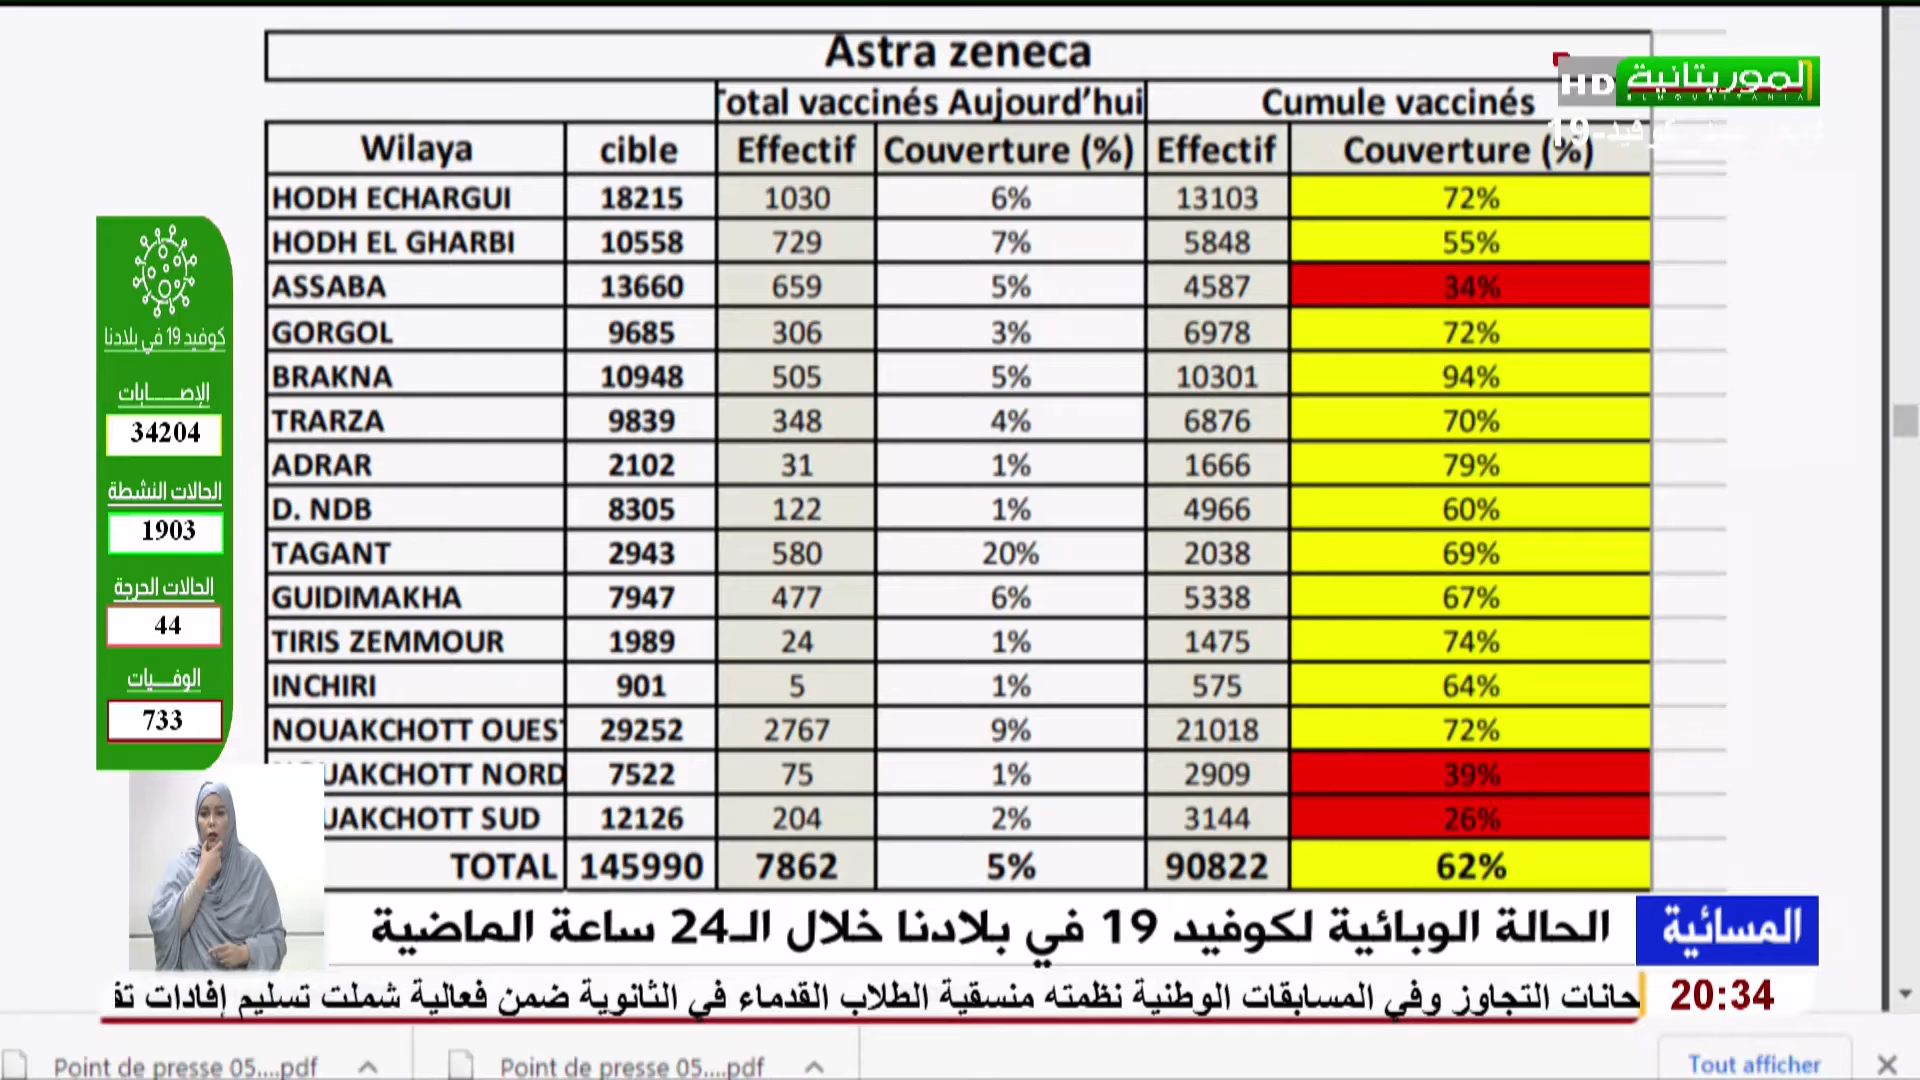 Astra zeneca
Total vaccinés Aujourd’hui Cumule vaccinés
Wilaya cible Effectif Couverture (%) Effectif Couverture (%)
HODH ECHARGUI 18215 1030 6% 13103 72%
HODH EL GHARBI 10558 729 7% 5848 55%
ASSABA 13660 659 5% 4587 34%
GORGOL 9685 306 3% 6978 72%
BRAKNA 10948 505 5% 10301 94%
TRARZA 9839 348 4% 6876 70%
ADRAR 2102 31 1% 1666 79%
D. NDB 8305 122 1% 4966 60%
TAGANT 2943 580 20% 2038 69%
GUIDIMAKHA 7947 477 6% 5338 67%
TIRIS ZEMMOUR 1989 24 1% 1475 74%
INCHIRI 901 5 1% 575 64%
NOUAKCHOTT OUEST 29252 2767 9% 21018 72%
UAKCHOTT NORD 7522 75 1% 2909 39%
UAKCHOTT SUD 12126 204 2% 3144 26%
TOTAL 145990 7862 5% 90822 62%
HD الموريتانية
ELMOURITANIA
كوفيد-19
كوفيد 19 في بلادنا
الإصـــابات
34204
الحالات النشطة
1903
الحالات الحرجة
44
الوفـــيات
733
المسائية
الحالة الوبائية لكوفيد 19 في بلادنا خلال الـ24 ساعة الماضية
20:34
حانات التجاوز وفي المسابقات الوطنية نظمته منسقية الطلاب القدماء في الثانوية ضمن فعالية شملت تسليم إفادات تق
Point de presse 05....pdf
Point de presse 05....pdf
Tout afficher